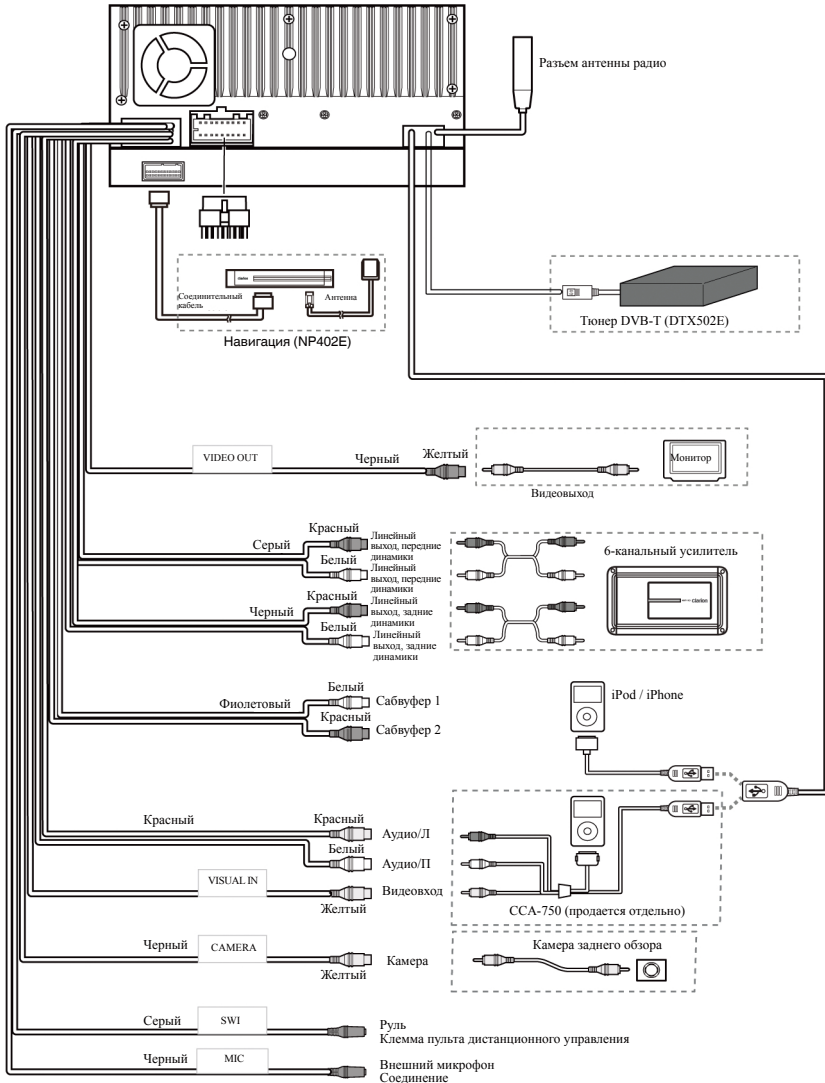 Разъем антенны радио
clarion
Соединительный
кабель
Антенна
Навигация (NP402E)
Тюнер DVB-T (DTX502E)
VIDEO OUT
Черный
Желтый
Монитор
Видеовыход
Серый
Красный
Линейный
выход, передние
динамики
Белый
Линейный
выход, передние
динамики
6-канальный усилитель
clarion
Черный
Красный
Линейный
выход, задние
динамики
Белый
Линейный
выход, задние
динамики
Фиолетовый
Белый
Сабвуфер 1
Красный
Сабвуфер 2
iPod / iPhone
Красный
Красный
Аудио/Л
Белый
Аудио/П
VISUAL IN
Видеовход
Желтый
CCA-750 (продается отдельно)
Черный
CAMERA
Камера
Желтый
Камера заднего обзора
Серый
SWI
Руль
Клемма пульта дистанционного управления
Черный
MIC
Внешний микрофон
Соединение